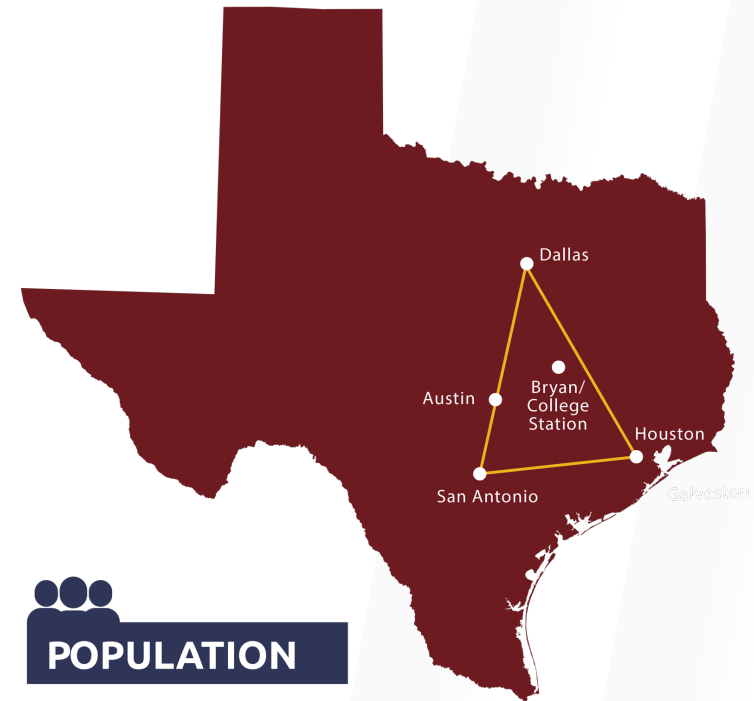 Dallas
Bryan/
College
Station
Austin
Houston
San Antonio
Galveston
POPULATION